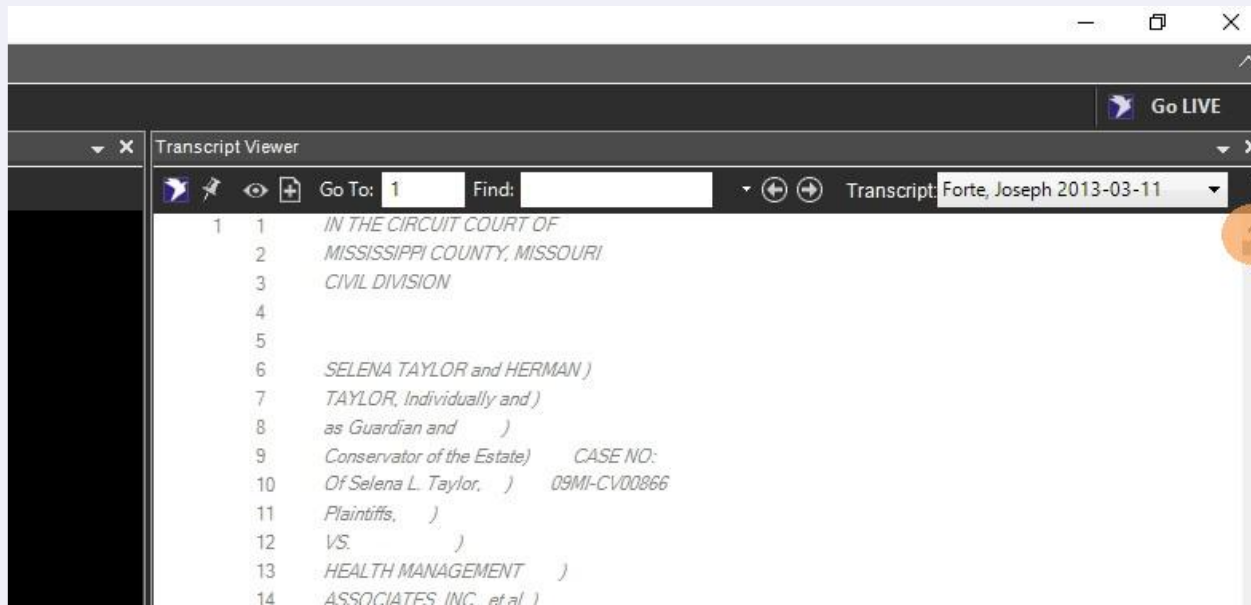 Go LIVE
Transcript Viewer
Go To: 1 Find: Transcript: Forte, Joseph 2013-03-11
1 1 IN THE CIRCUIT COURT OF
2 MISSISSIPPI COUNTY, MISSOURI
3 CIVIL DIVISION
4
5
6 SELENA TAYLOR and HERMAN )
7 TAYLOR, Individually and )
8 as Guardian and )
9 Conservator of the Estate) CASE NO:
10 Of Selena L. Taylor, ) 09MI-CV00866
11 Plaintiffs, )
12 VS. )
13 HEALTH MANAGEMENT )
14 ASSOCIATES, INC., et al. )